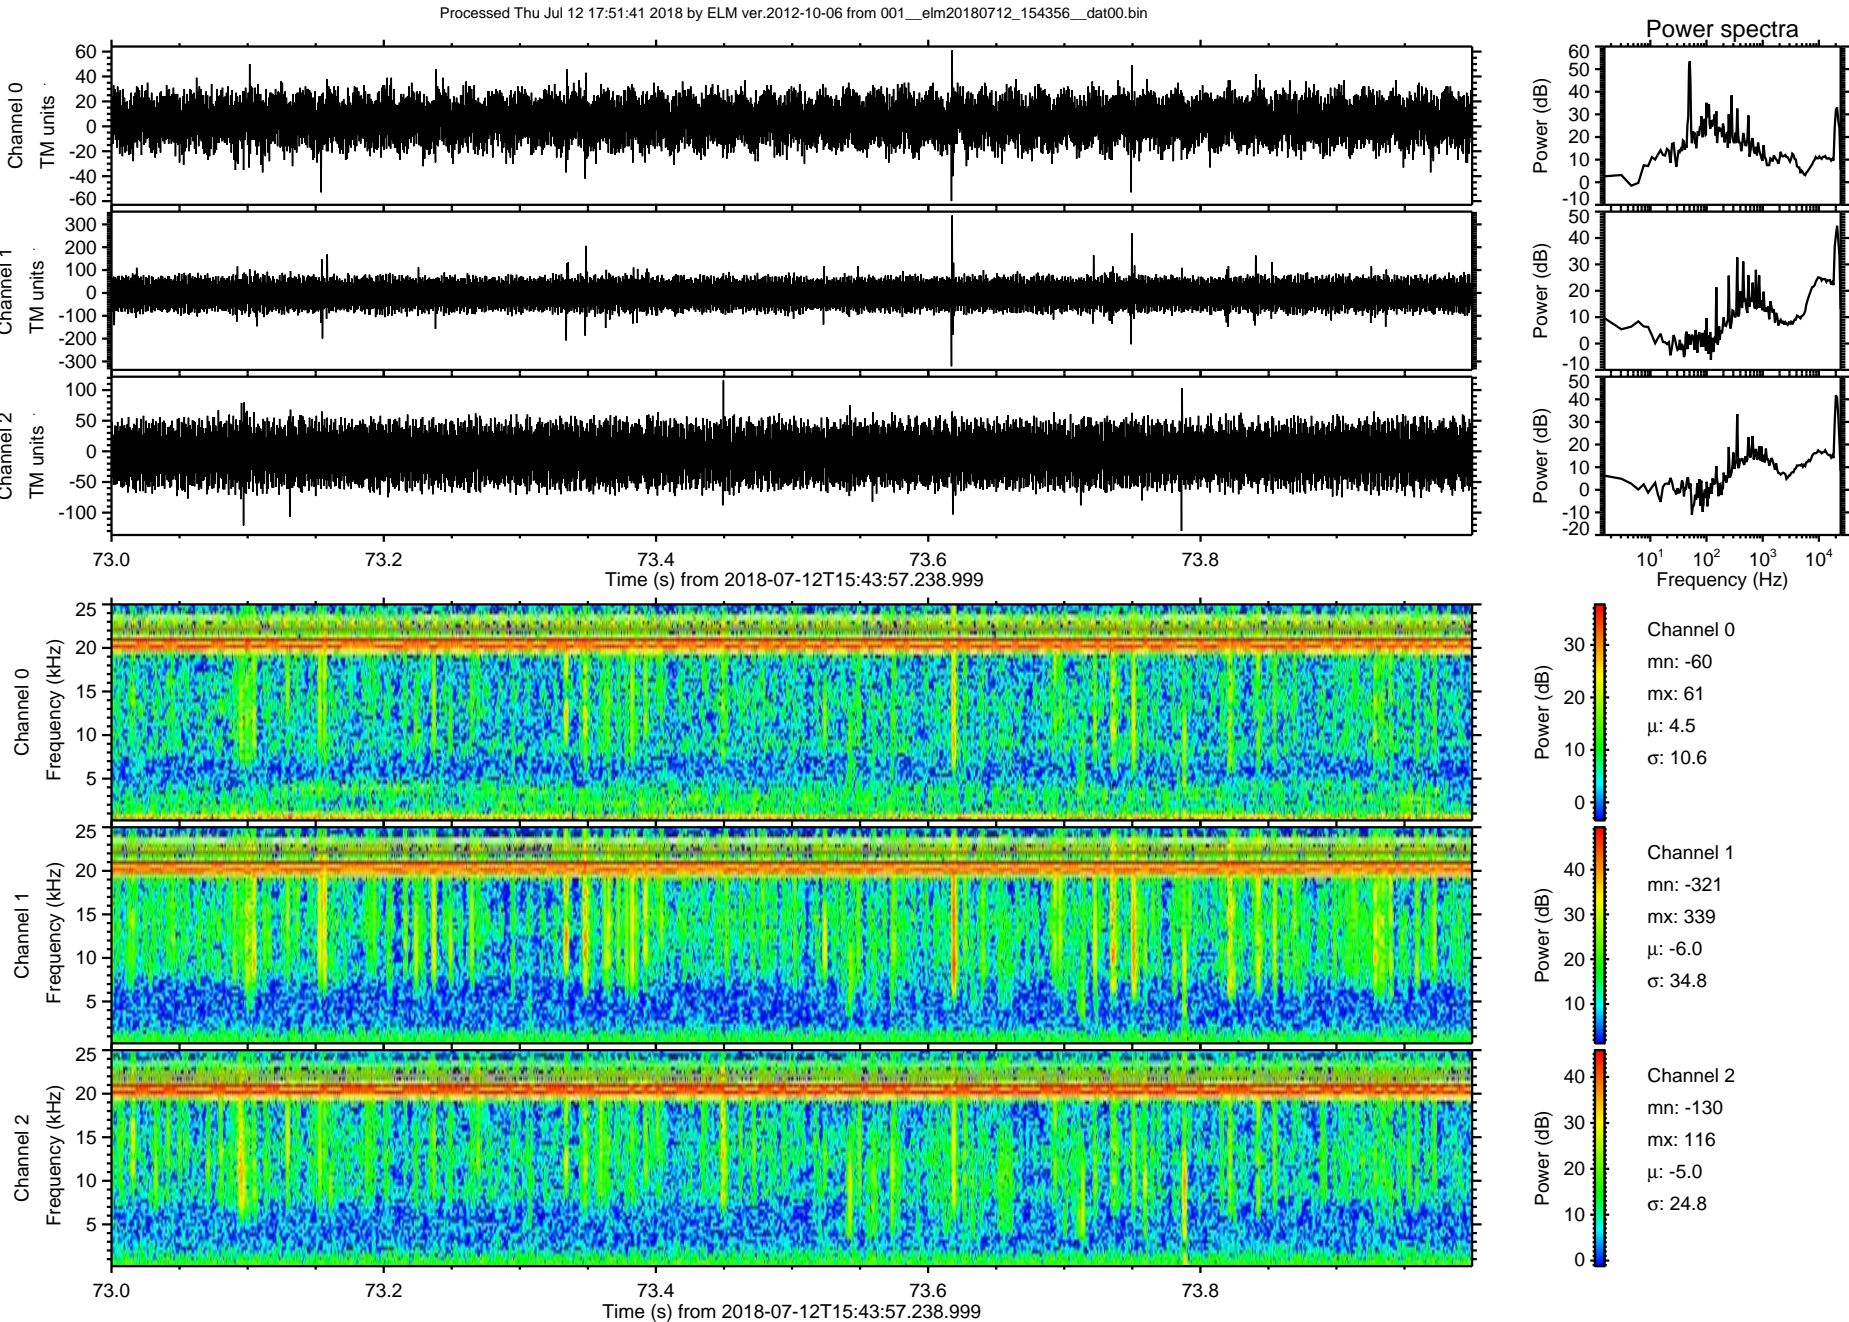 Processed Thu Jul 12 17:51:41 2018 by ELM ver.2012-10-06 from 001__elm20180712_154356__dat00.bin
Power spectra
Channel 0
TM units
60
40
20
0
-20
-40
-60
Power (dB)
60
50
40
30
20
10
0
-10
Channel 1
TM units
300
200
100
0
-100
-200
-300
Power (dB)
50
40
30
20
10
0
-10
Channel 2
TM units
100
50
0
-50
-100
Power (dB)
50
40
30
20
10
0
-10
-20
73.0 73.2 73.4 73.6 73.8
Time (s) from 2018-07-12T15:43:57.238.999
10¹ 10² 10³ 10⁴
Frequency (Hz)
Channel 0
Frequency (kHz)
25
20
15
10
5
Power (dB)
30
20
10
0
Channel 0
mn: -60
mx: 61
μ: 4.5
σ: 10.6
Channel 1
Frequency (kHz)
25
20
15
10
5
Power (dB)
40
30
20
10
Channel 1
mn: -321
mx: 339
μ: -6.0
σ: 34.8
Channel 2
Frequency (kHz)
25
20
15
10
5
Power (dB)
40
30
20
10
0
Channel 2
mn: -130
mx: 116
μ: -5.0
σ: 24.8
73.0 73.2 73.4 73.6 73.8
Time (s) from 2018-07-12T15:43:57.238.999